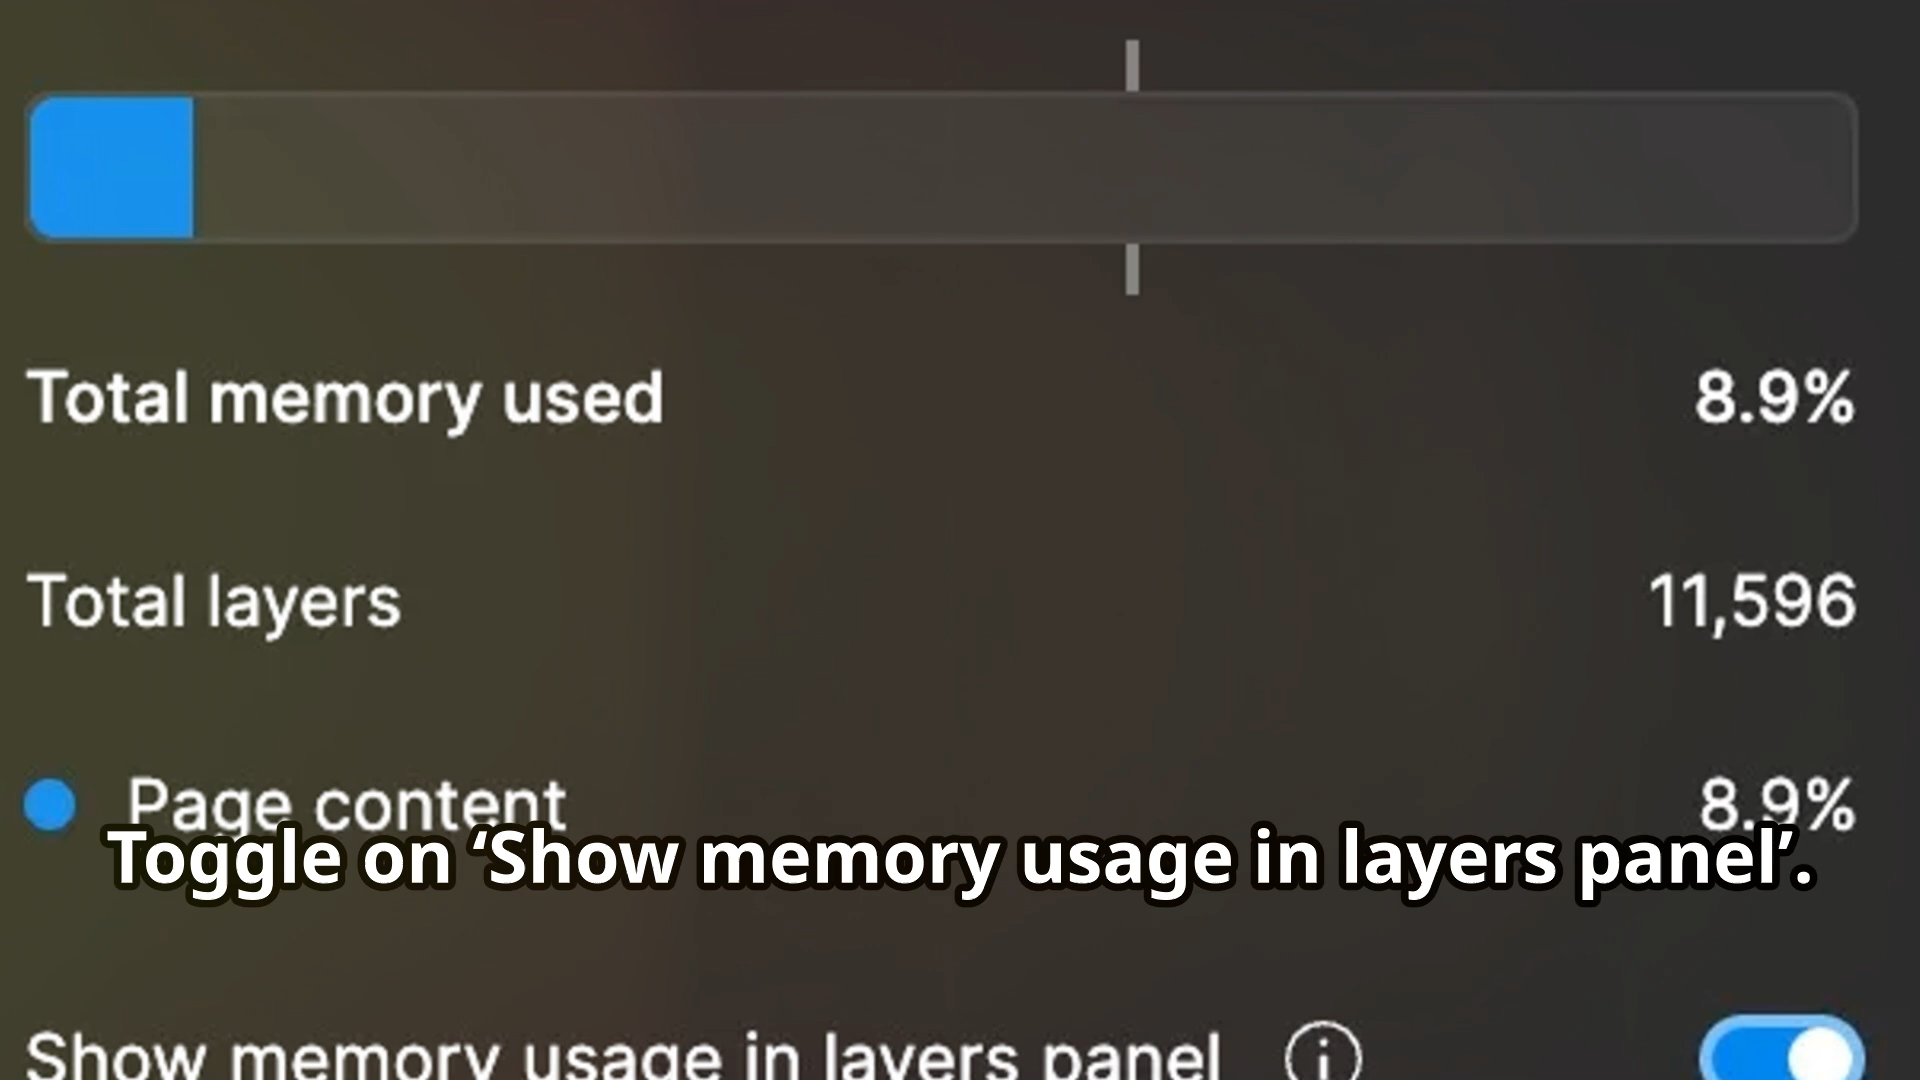 Total memory used 8.9%
Total layers 11,596
Page content 8.9%
Toggle on ‘Show memory usage in layers panel’.
Show memory usage in layers panel